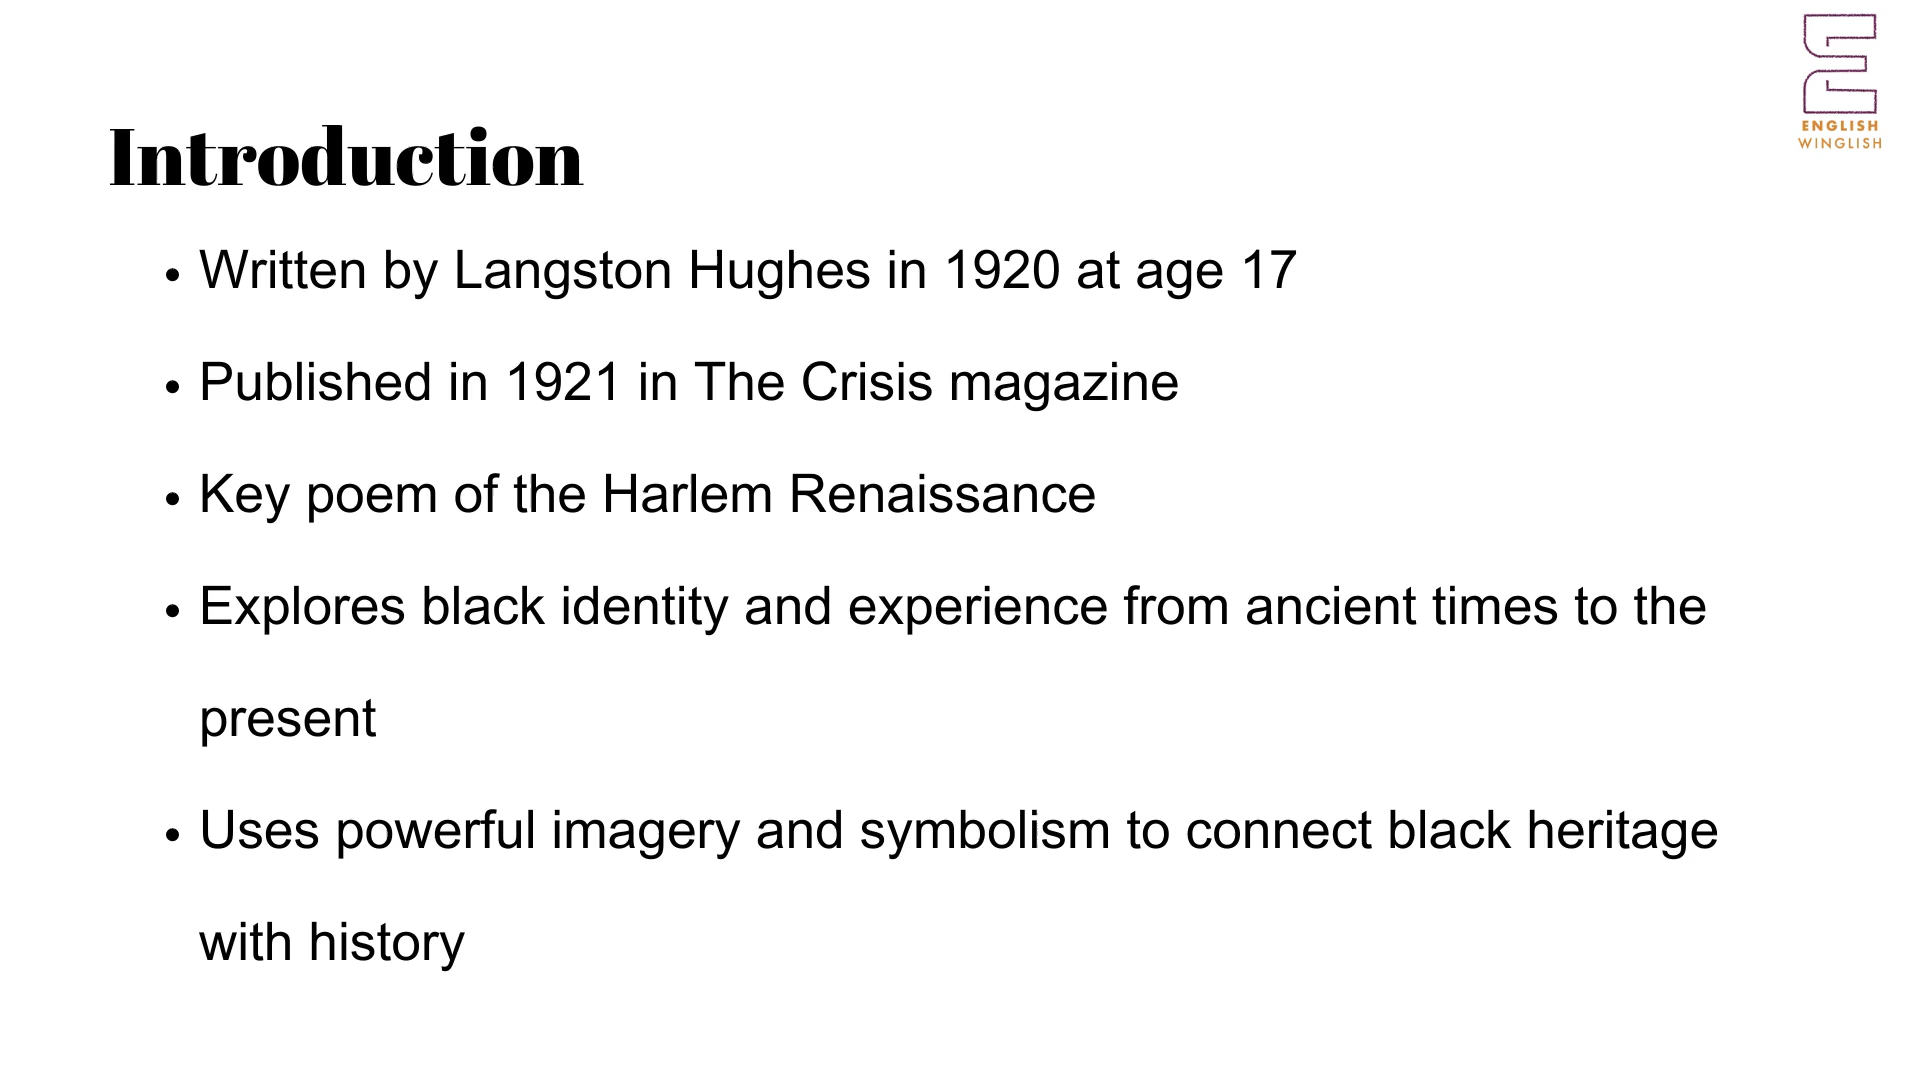 ENGLISH
WINGLISH
Introduction
• Written by Langston Hughes in 1920 at age 17
• Published in 1921 in The Crisis magazine
• Key poem of the Harlem Renaissance
• Explores black identity and experience from ancient times to the
present
• Uses powerful imagery and symbolism to connect black heritage
with history